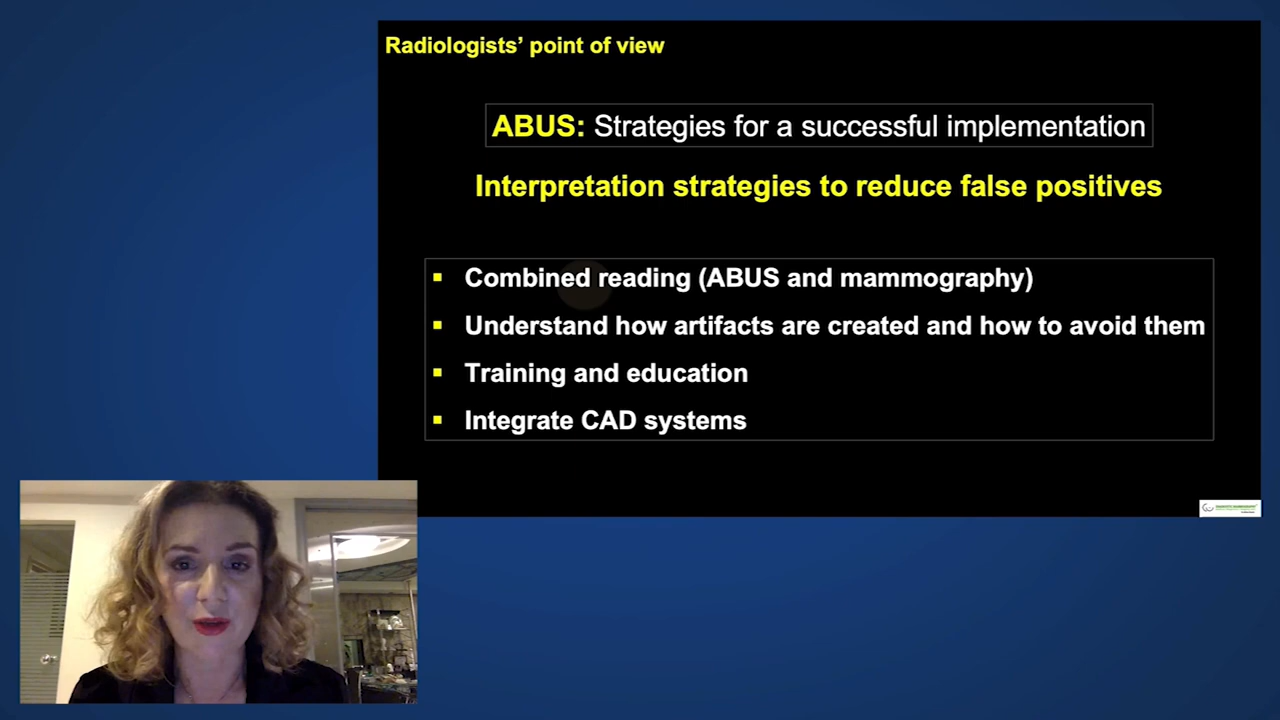 Radiologists’ point of view
ABUS: Strategies for a successful implementation
Interpretation strategies to reduce false positives
▪ Combined reading (ABUS and mammography)
▪ Understand how artifacts are created and how to avoid them
▪ Training and education
▪ Integrate CAD systems